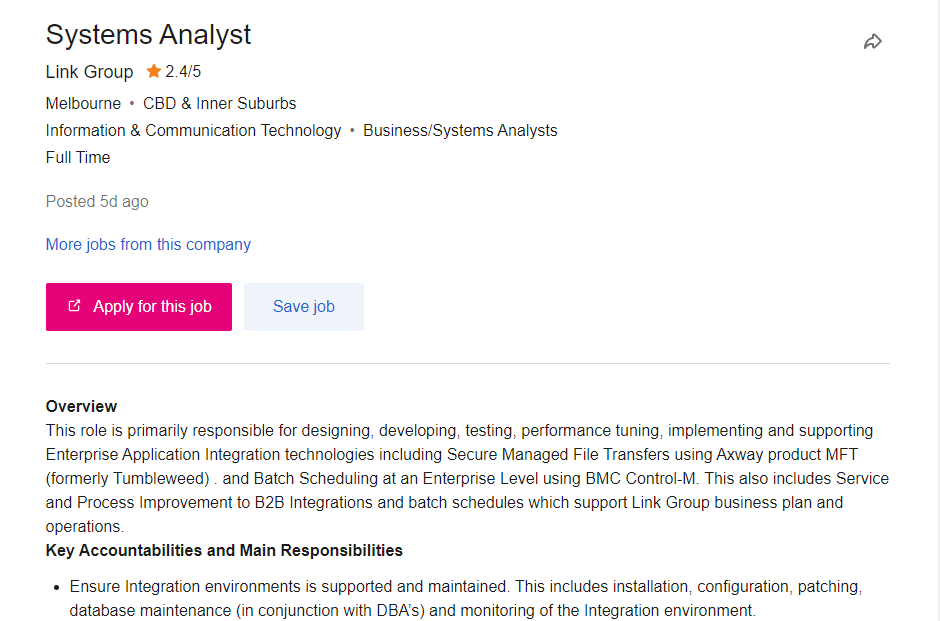 Systems Analyst
Link Group 2.4/5
Melbourne • CBD & Inner Suburbs
Information & Communication Technology • Business/Systems Analysts
Full Time
Posted 5d ago
More jobs from this company
Apply for this job Save job
Overview
This role is primarily responsible for designing, developing, testing, performance tuning, implementing and supporting
Enterprise Application Integration technologies including Secure Managed File Transfers using Axway product MFT
(formerly Tumbleweed) . and Batch Scheduling at an Enterprise Level using BMC Control-M. This also includes Service
and Process Improvement to B2B Integrations and batch schedules which support Link Group business plan and
operations.
Key Accountabilities and Main Responsibilities
• Ensure Integration environments is supported and maintained. This includes installation, configuration, patching,
database maintenance (in conjunction with DBA’s) and monitoring of the Integration environment.